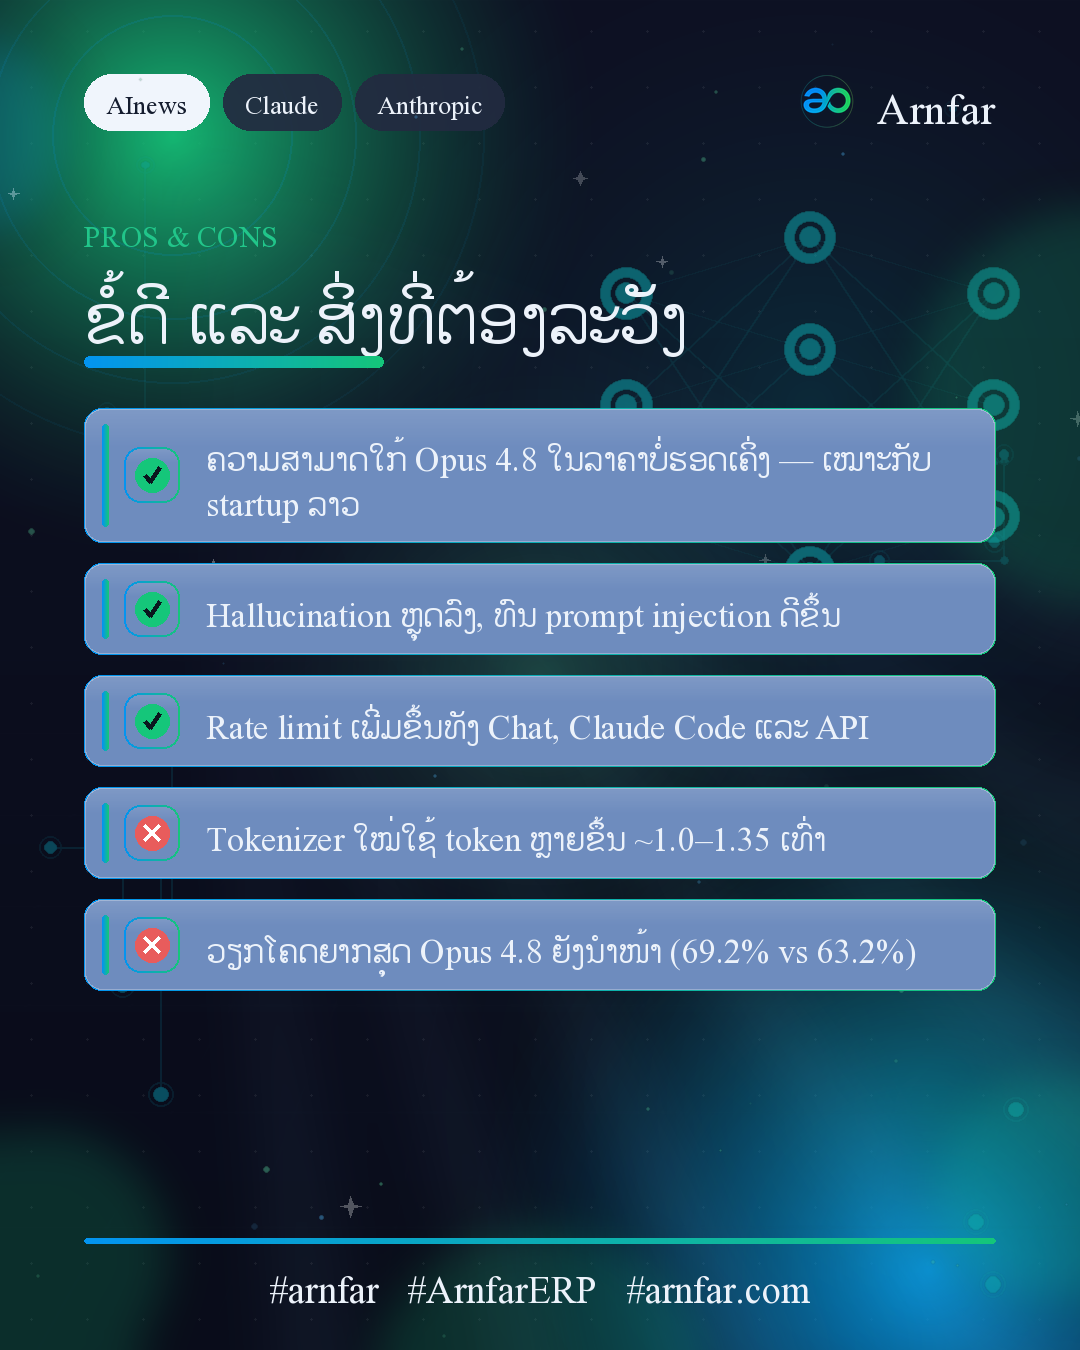 AInews Claude Anthropic
Arnfar
PROS & CONS
ຂໍ້ດີ ແລະ ສິ່ງທີ່ຕ້ອງລະວັງ
ຄວາມສາມາດໃກ້ Opus 4.8 ໃນລາຄາບໍ່ຮອດເຄິ່ງ — ເໝາະກັບ
startup ລາວ
Hallucination ຫຼຸດລົງ, ທົນ prompt injection ດີຂຶ້ນ
Rate limit ເພີ່ມຂຶ້ນທັງ Chat, Claude Code ແລະ API
Tokenizer ໃໝ່ໃຊ້ token ຫຼາຍຂຶ້ນ ~1.0–1.35 ເທົ່າ
ວຽກໂຄດຍາກສຸດ Opus 4.8 ຍັງນຳໜ້າ (69.2% vs 63.2%)
#arnfar #ArnfarERP #arnfar.com